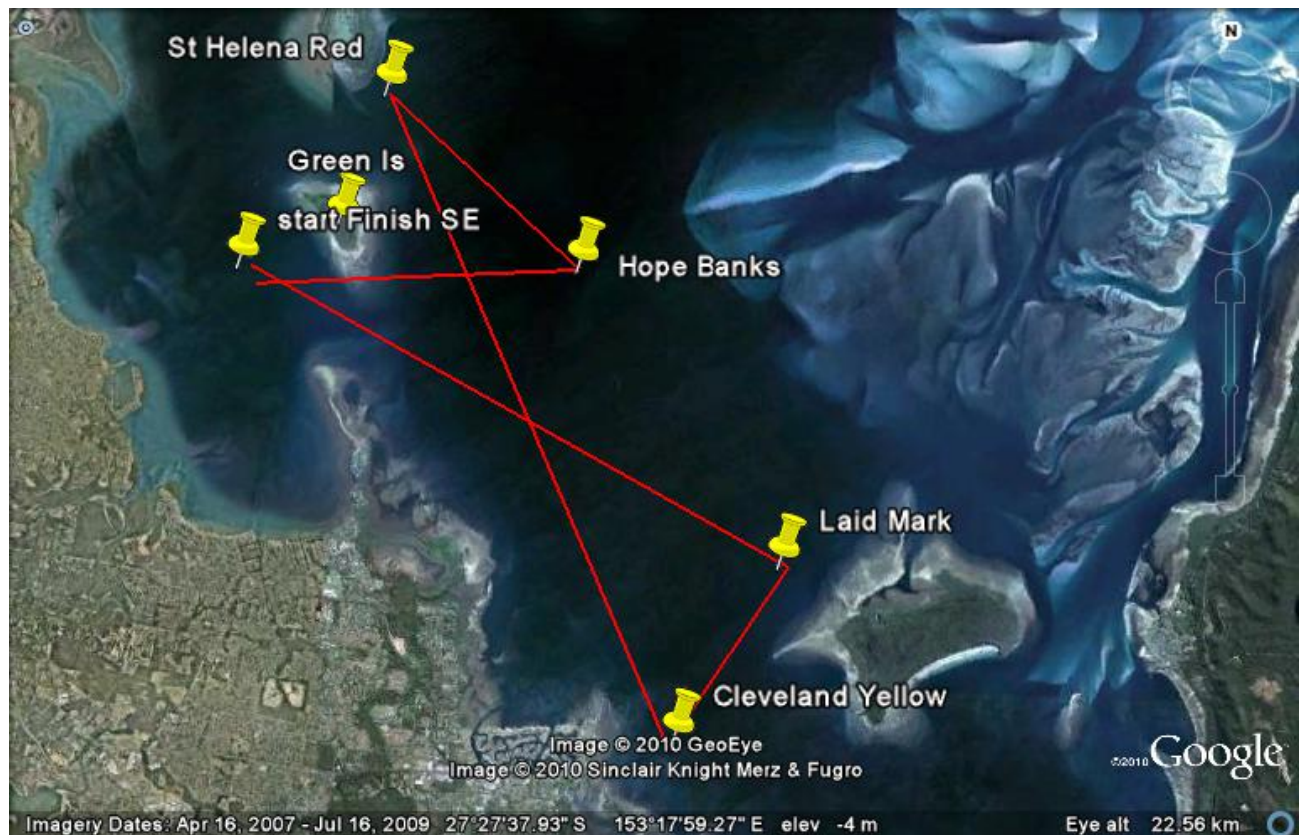 N
St Helena Red
Green Is
start Finish SE
Hope Banks
Laid Mark
Cleveland Yellow
Image © 2010 GeoEye
Image © 2010 Sinclair Knight Merz & Fugro
©2010 Google
Imagery Dates: Apr 16, 2007 - Jul 16, 2009 27°27'37.93" S 153°17'59.27" E elev -4 m Eye alt 22.56 km